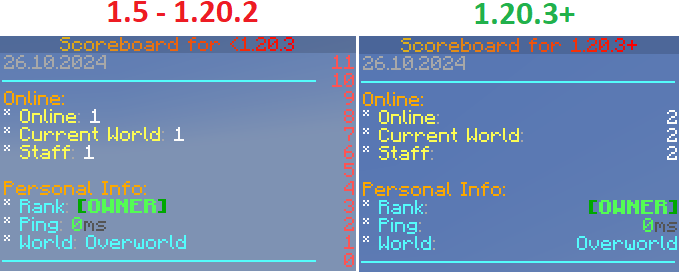 1.5 - 1.20.2
Scoreboard for <1.20.3
26.10.2024 11
10
Online: 9
* Online: 1 8
* Current World: 1 7
* Staff: 1 6
5
Personal Info: 4
* Rank: [OWNER] 3
* Ping: 0ms 2
* World: Overworld 1
0
1.20.3+
Scoreboard for 1.20.3+
26.10.2024
Online:
* Online: 2
* Current World: 2
* Staff: 2
Personal Info:
* Rank: [OWNER]
* Ping: 0ms
* World: Overworld